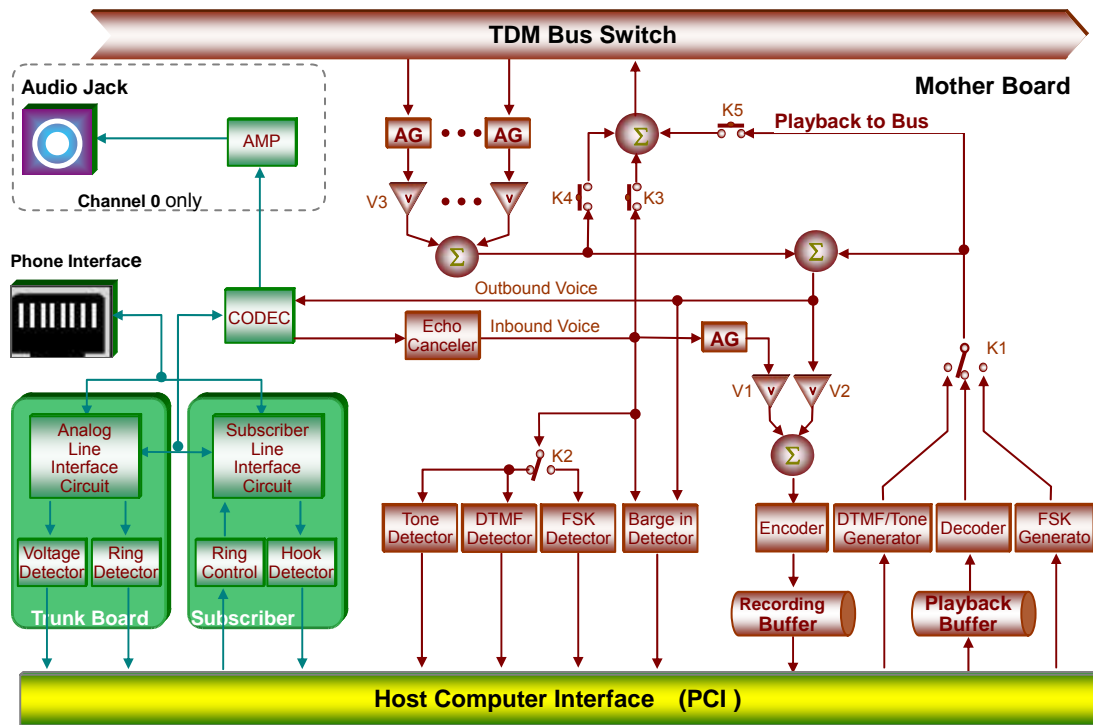 TDM Bus Switch
Mother Board
Audio Jack
AMP
Channel 0 only
AG
• • •
AG
V3
v
• • •
v
Σ
Σ
K4
K3
K5
Playback to Bus
Σ
Phone Interface
CODEC
Outbound Voice
Echo
Canceler
Inbound Voice
AG
V1
v
v
V2
Σ
K1
K2
Analog
Line
Interface
Circuit
Subscriber
Line
Interface
Circuit
Voltage
Detector
Ring
Detector
Ring
Control
Hook
Detector
Trunk Board
Subscriber
Tone
Detector
DTMF
Detector
FSK
Detector
Barge in
Detector
Encoder
DTMF/Tone
Generator
Decoder
FSK
Generato
Recording
Buffer
Playback
Buffer
Host Computer Interface (PCI )